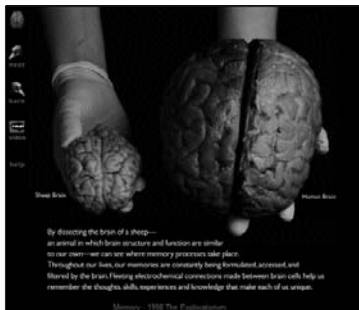 next
back
video
help
Sheep Brain
Human Brain
By dissecting the brain of a sheep—
an animal in which brain structure and function are similar
to our own—we can see where memory processes take place.
Throughout our lives, our memories are constantly being formulated, accessed, and
filtered by the brain. Fleeting electrochemical connections made between brain cells help us
remember the thoughts, skills, experiences and knowledge that make each of us unique.
Memory - 1998 The Exploratorium